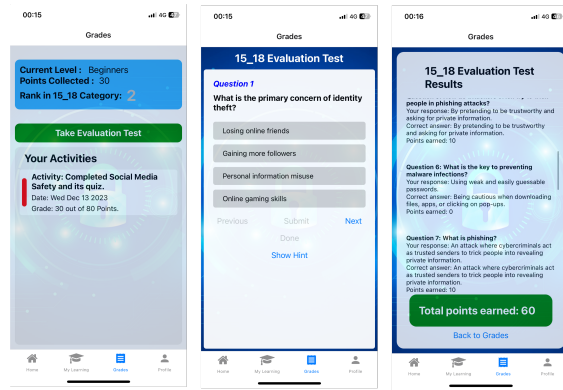 00:15
4G 42
Grades
Current Level : Beginners
Points Collected : 30
Rank in 15_18 Category: 2
Take Evaluation Test
Your Activities
Activity: Completed Social Media
Safety and its quiz.
Date: Wed Dec 13 2023
Grade: 30 out of 80 Points.
Home
My Learning
Grades
Profile
00:15
4G
Grades
15_18 Evaluation Test
Question 1
What is the primary concern of identity
theft?
Losing online friends
Gaining more followers
Personal information misuse
Online gaming skills
Previous Submit Next
Done
Show Hint
Home
My Learning
Grades
Profile
00:16
4G
Grades
15_18 Evaluation Test
Results
people in phishing attacks?
Your response: By pretending to be trustworthy and
asking for private information.
Correct answer: By pretending to be trustworthy
and asking for private information.
Points earned: 10
Question 6: What is the key to preventing
malware infections?
Your response: Using weak and easily guessable
passwords.
Correct answer: Being cautious when downloading
files, apps, or clicking on pop-ups.
Points earned: 0
Question 7: What is phishing?
Your response: An attack where cybercriminals act
as trusted senders to trick people into revealing
private information.
Correct answer: An attack where cybercriminals act
as trusted senders to trick people into revealing
private information.
Points earned: 10
Total points earned: 60
Back to Grades
Home
My Learning
Grades
Profile